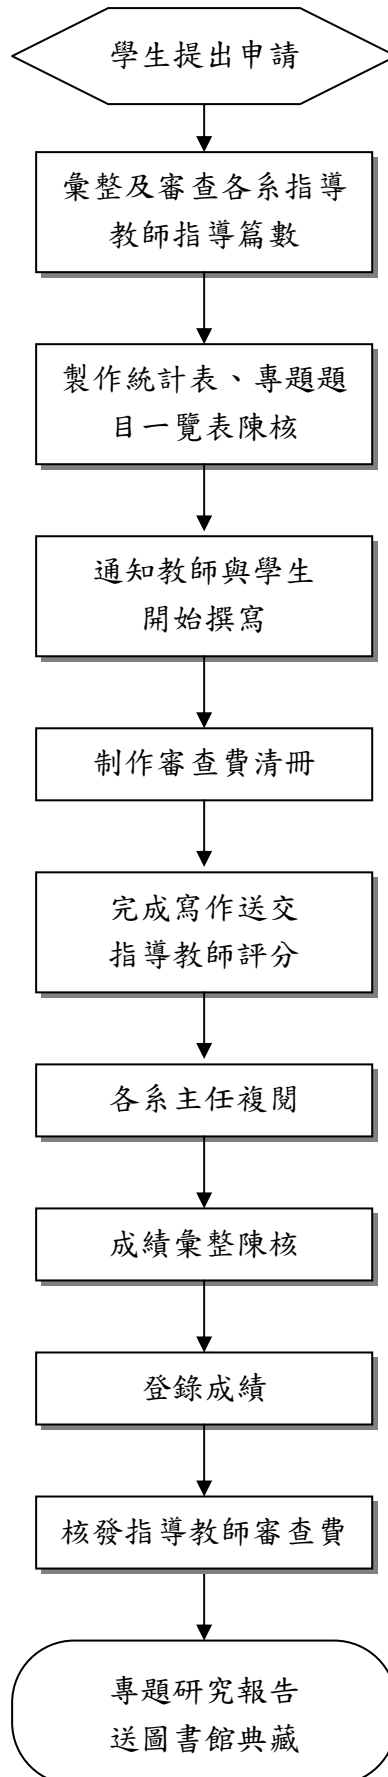 學生提出申請
彙整及審查各系指導
教師指導篇數
製作統計表、專題題
目一覽表陳核
通知教師與學生
開始撰寫
制作審查費清冊
完成寫作送交
指導教師評分
各系主任複閱
成績彙整陳核
登錄成績
核發指導教師審查費
專題研究報告
送圖書館典藏